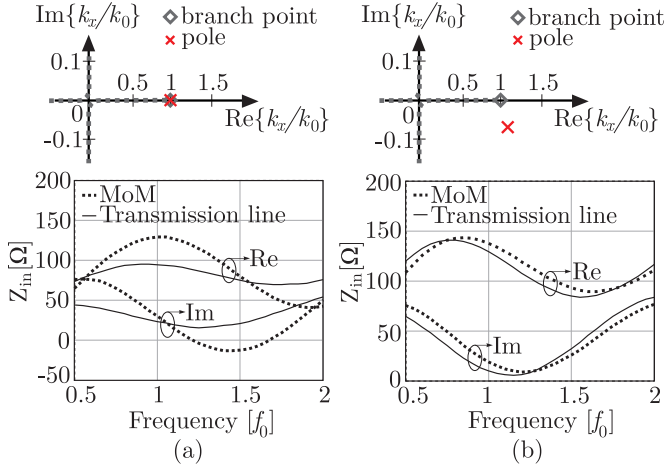 Im{kₓ/k₀}
◇ branch point
× pole
0.1
0.5 1 1.5
0
Re{kₓ/k₀}
-0.1
200
150
100
50
0
-50
Zᵢₙ[Ω]
MoM
Transmission line
Re
Im
0.5 1 1.5 2
Frequency [f₀]
(a)
Im{kₓ/k₀}
◇ branch point
× pole
0.1
0.5 1 1.5
0
Re{kₓ/k₀}
-0.1
200
150
100
50
0
Zᵢₙ[Ω]
MoM
Transmission line
Re
Im
0.5 1 1.5 2
Frequency [f₀]
(b)